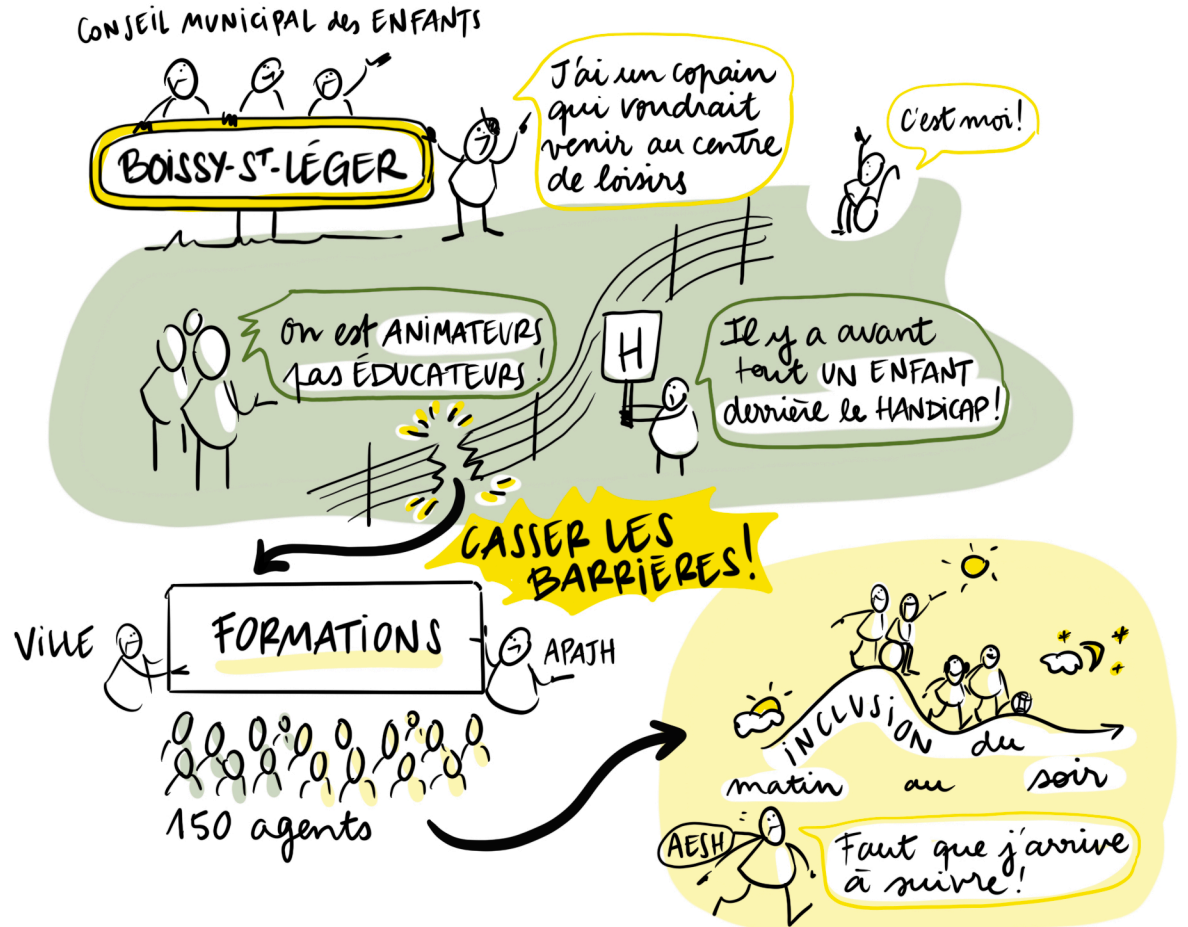 CONSEIL MUNICIPAL des ENFANTS
BOISSY-ST-LÉGER
J'ai un copain
qui voudrait
venir au centre
de loisirs
C'est moi!
On est ANIMATEURS
pas ÉDUCATEURS!
H
Il y a avant
tout UN ENFANT
derrière le HANDICAP!
CASSER LES
BARRIÈRES!
VILLE
FORMATIONS
APAJH
150 agents
INCLUSION du
matin au soir
AESH
Faut que j'arrive
à suivre!